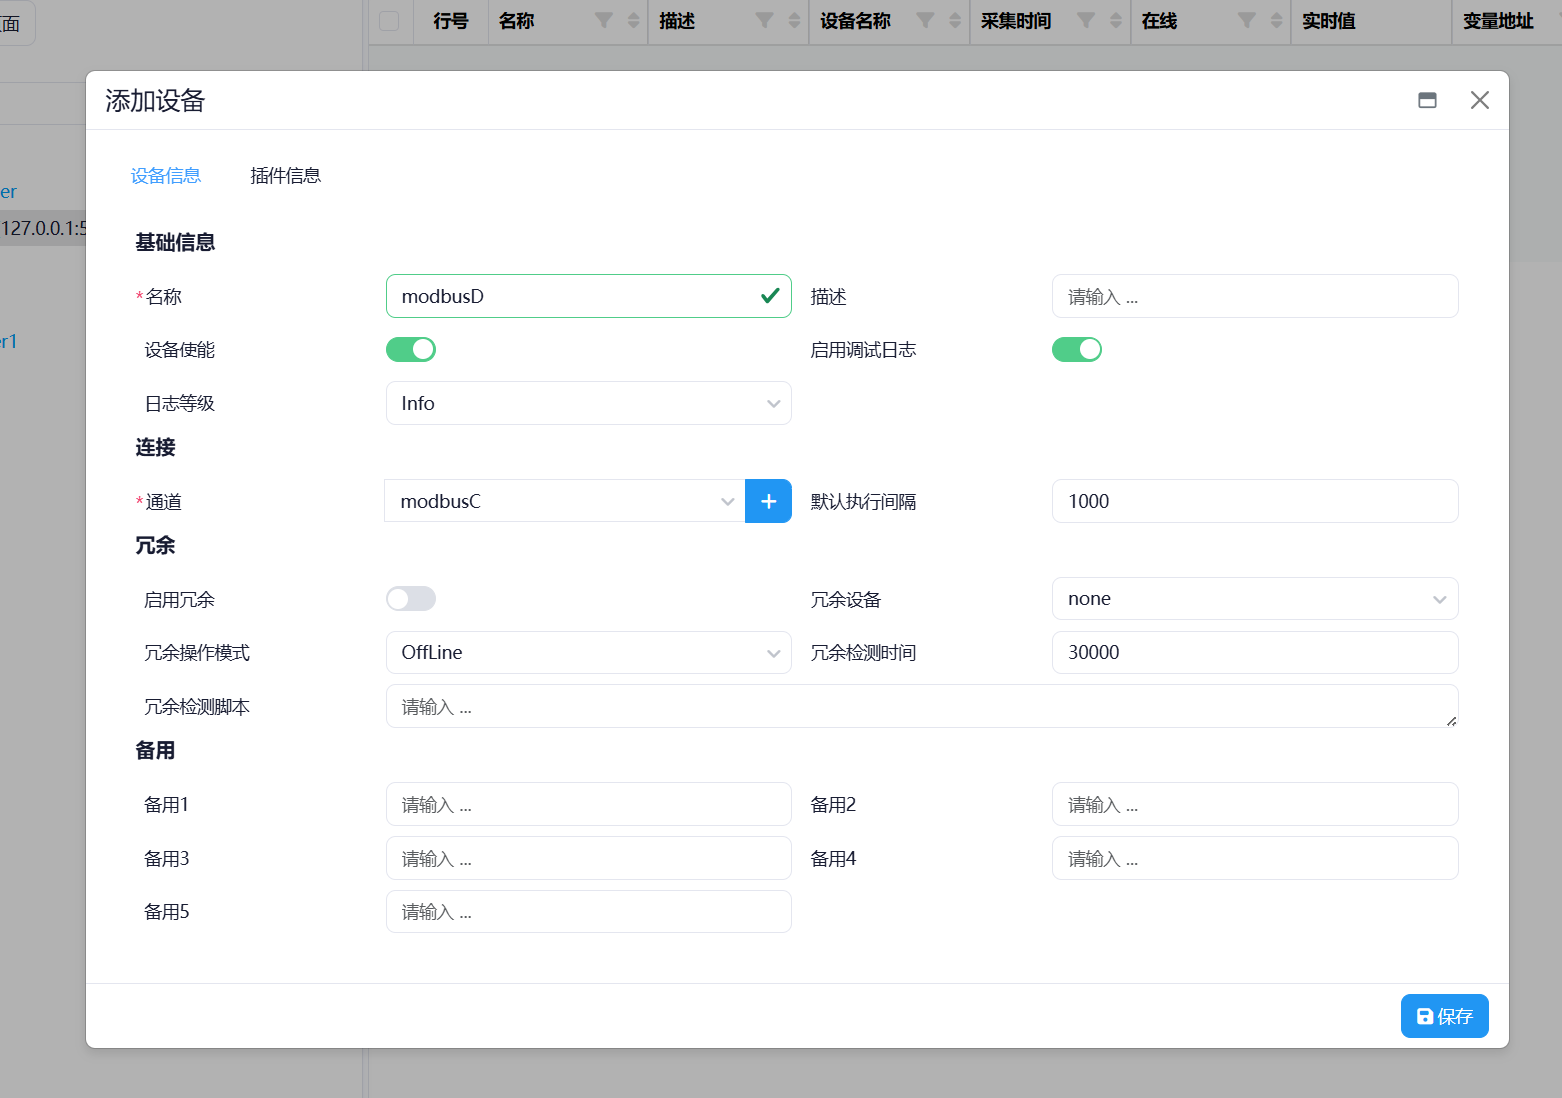 面
行号 名称 描述 设备名称 采集时间 在线 实时值 变量地址
添加设备
设备信息 插件信息
er
127.0.0.1:5
基础信息
*名称 modbusD 描述 请输入 ...
r1
设备使能 启用调试日志
日志等级 Info
连接
*通道 modbusC + 默认执行间隔 1000
冗余
启用冗余 冗余设备 none
冗余操作模式 OffLine 冗余检测时间 30000
冗余检测脚本 请输入 ...
备用
备用1 请输入 ... 备用2 请输入 ...
备用3 请输入 ... 备用4 请输入 ...
备用5 请输入 ...
保存